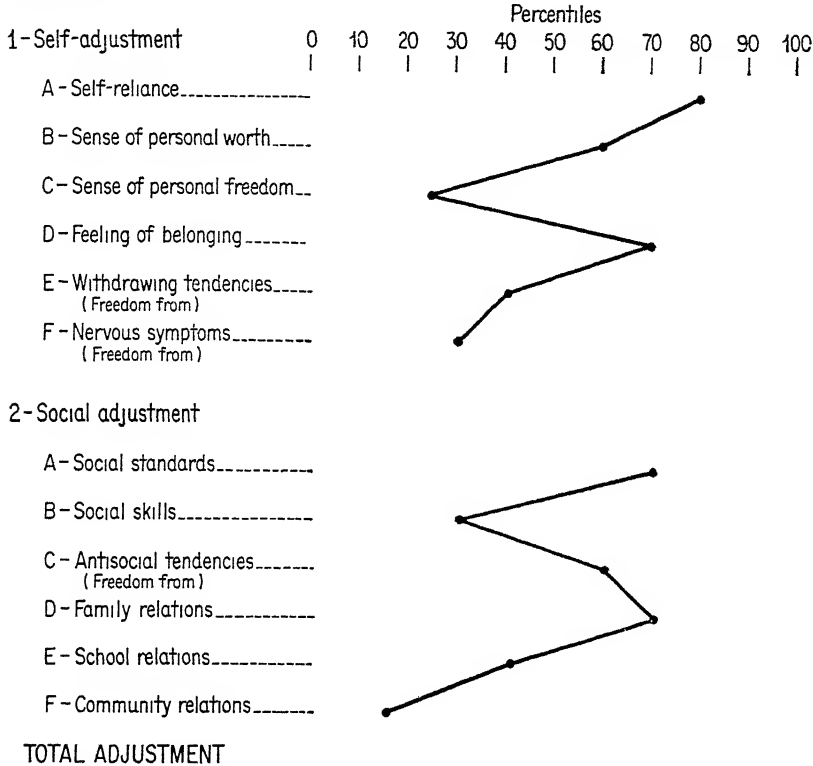 Percentiles
1-Self-adjustment 0 10 20 30 40 50 60 70 80 90 100
A-Self-reliance
B-Sense of personal worth
C-Sense of personal freedom
D-Feeling of belonging
E-Withdrawing tendencies
(Freedom from)
F-Nervous symptoms
(Freedom from)
2-Social adjustment
A-Social standards
B-Social skills
C-Antisocial tendencies
(Freedom from)
D-Family relations
E-School relations
F-Community relations
TOTAL ADJUSTMENT